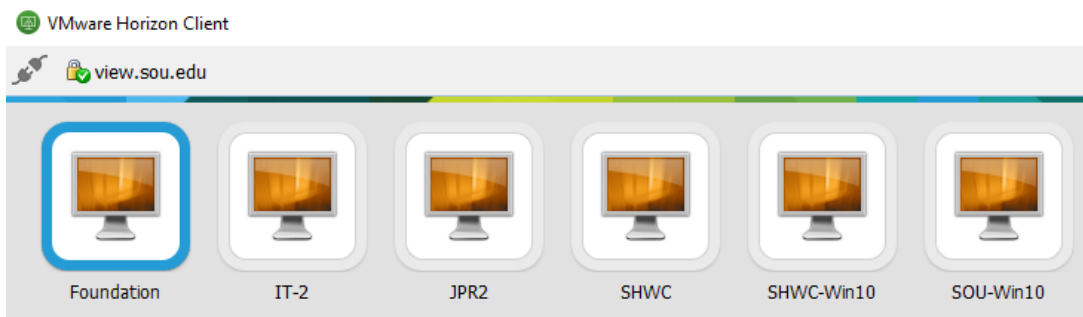 VMware Horizon Client
view.sou.edu
Foundation IT-2 JPR2 SHWC SHWC-Win10 SOU-Win10